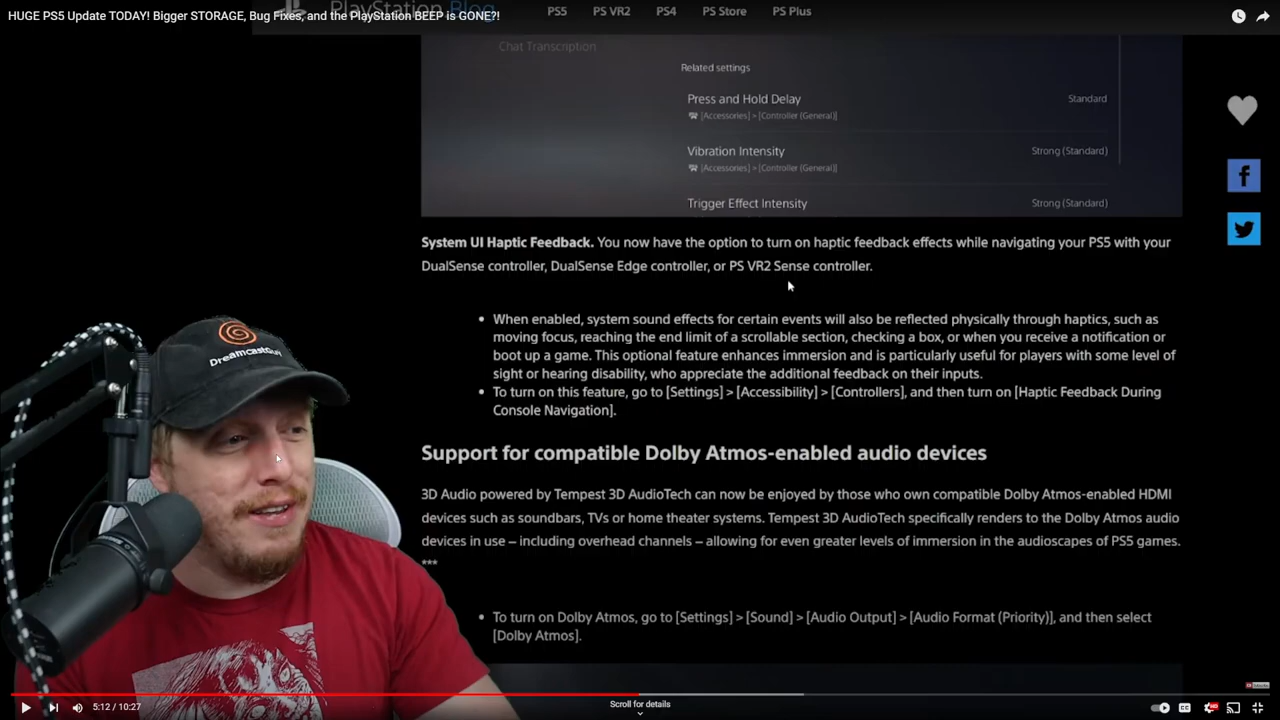 HUGE PS5 Update TODAY! Bigger STORAGE, Bug Fixes, and the PlayStation BEEP is GONE?!
PlayStation Blog
PS5 PS VR2 PS4 PS Store PS Plus
Chat Transcription
Related settings
Press and Hold Delay Standard
[Accessories] > [Controller (General)]
Vibration Intensity Strong (Standard)
[Accessories] > [Controller (General)]
Trigger Effect Intensity Strong (Standard)
System UI Haptic Feedback. You now have the option to turn on haptic feedback effects while navigating your PS5 with your
DualSense controller, DualSense Edge controller, or PS VR2 Sense controller.
• When enabled, system sound effects for certain events will also be reflected physically through haptics, such as
moving focus, reaching the end limit of a scrollable section, checking a box, or when you receive a notification or
boot up a game. This optional feature enhances immersion and is particularly useful for players with some level of
sight or hearing disability, who appreciate the additional feedback on their inputs.
• To turn on this feature, go to [Settings] > [Accessibility] > [Controllers], and then turn on [Haptic Feedback During
Console Navigation].
DreamcastGuy
Support for compatible Dolby Atmos-enabled audio devices
3D Audio powered by Tempest 3D AudioTech can now be enjoyed by those who own compatible Dolby Atmos-enabled HDMI
devices such as soundbars, TVs or home theater systems. Tempest 3D AudioTech specifically renders to the Dolby Atmos audio
devices in use – including overhead channels – allowing for even greater levels of immersion in the audioscapes of PS5 games.
***
• To turn on Dolby Atmos, go to [Settings] > [Sound] > [Audio Output] > [Audio Format (Priority)], and then select
[Dolby Atmos].
5:12 / 10:27
Scroll for details
CC
HD